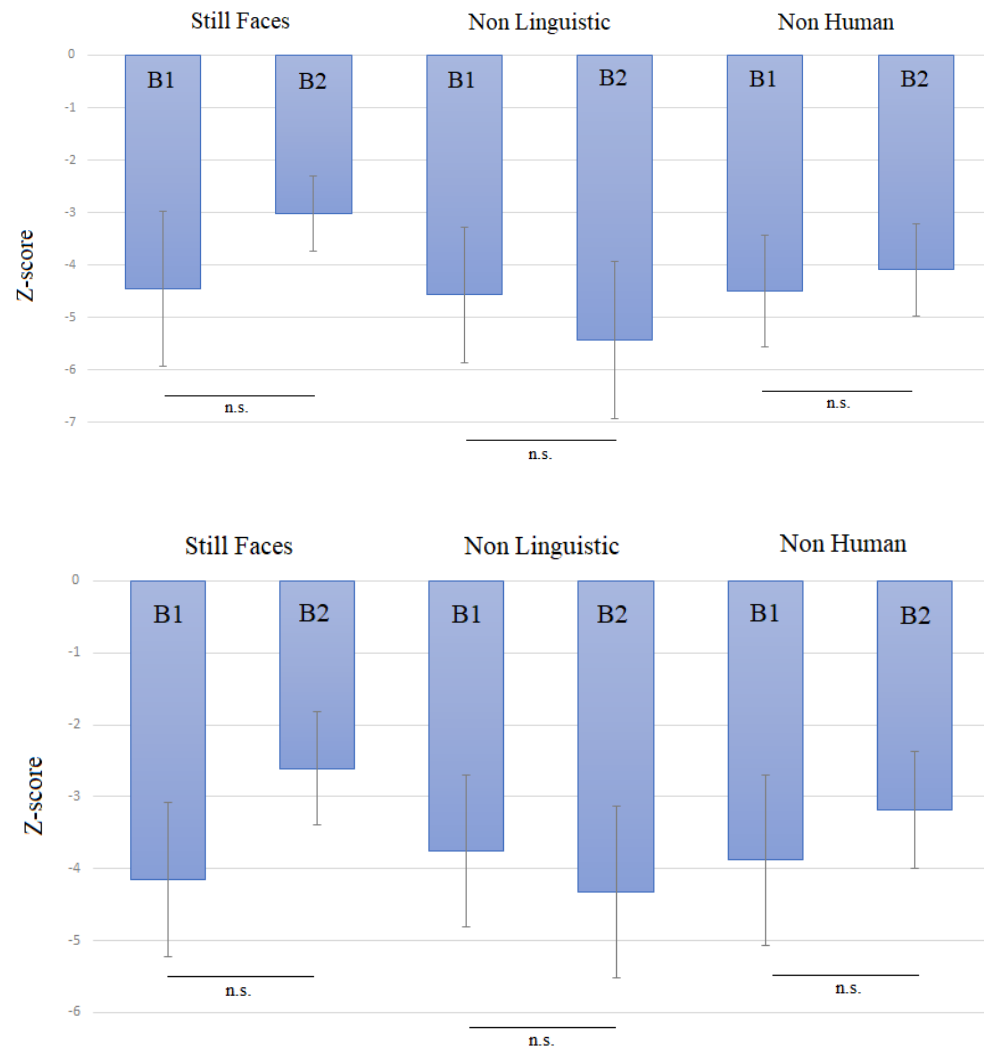 Still Faces Non Linguistic Non Human
0
B1 B2 B1 B2 B1 B2
-1
-2
-3
Z-score
-4
-5
-6
n.s. n.s.
-7
n.s.
Still Faces Non Linguistic Non Human
0
B1 B2 B1 B2 B1 B2
-1
-2
-3
Z-score
-4
-5
n.s. n.s.
-6
n.s.